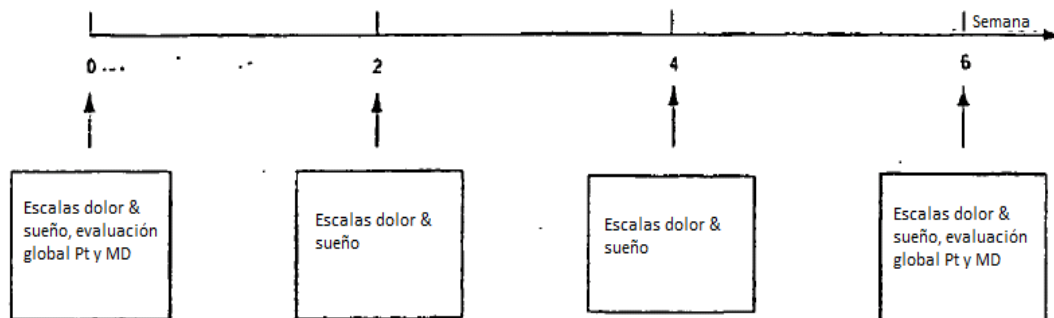 Semana
0
2
4
6
Escalas dolor &
sueño, evaluación
global Pt y MD
Escalas dolor &
sueño
Escalas dolor &
sueño
Escalas dolor &
sueño, evaluación
global Pt y MD